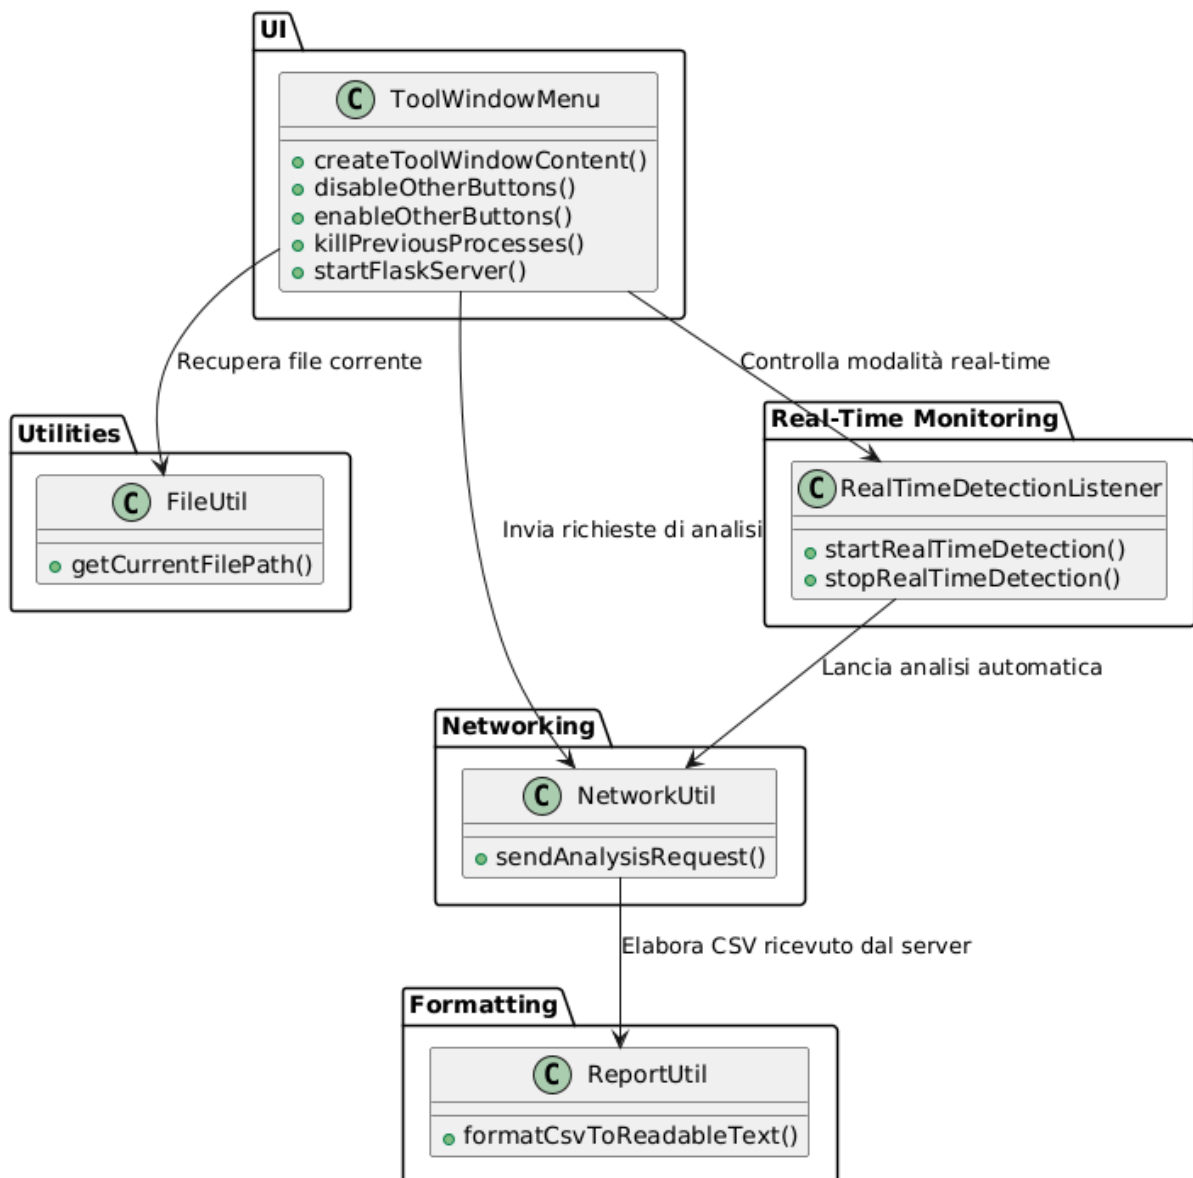 UI
C ToolWindowMenu
createToolWindowContent()
disableOtherButtons()
enableOtherButtons()
killPreviousProcesses()
startFlaskServer()
Recupera file corrente
Controlla modalità real-time
Utilities
C FileUtil
getCurrentFilePath()
Real-Time Monitoring
C RealTimeDetectionListener
startRealTimeDetection()
stopRealTimeDetection()
Invia richieste di analisi
Lancia analisi automatica
Networking
C NetworkUtil
sendAnalysisRequest()
Elabora CSV ricevuto dal server
Formatting
C ReportUtil
formatCsvToReadableText()